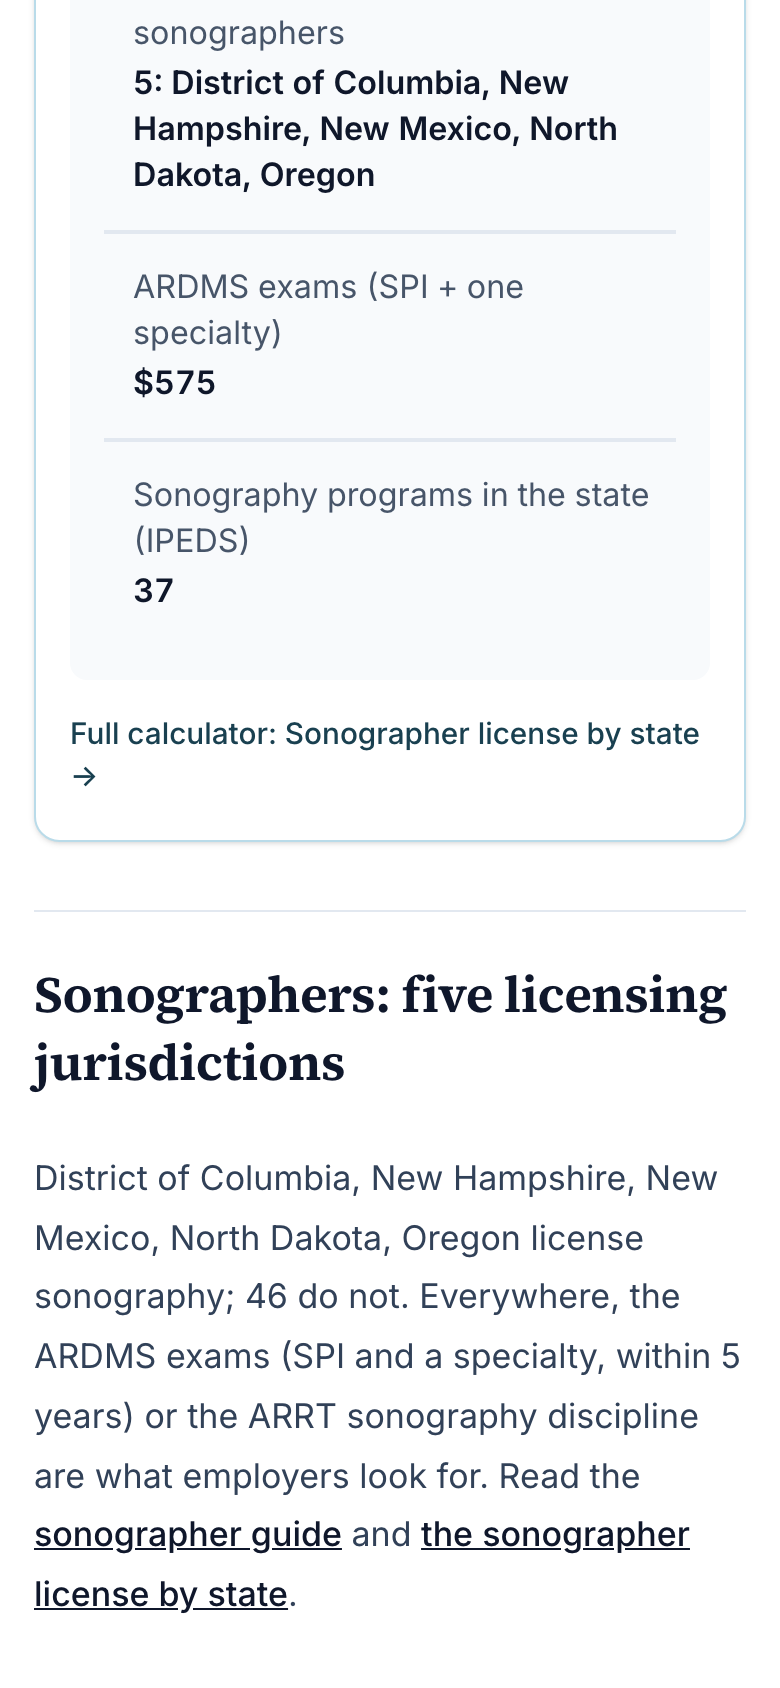 sonographers
5: District of Columbia, New
Hampshire, New Mexico, North
Dakota, Oregon
ARDMS exams (SPI + one
specialty)
$575
Sonography programs in the state
(IPEDS)
37
Full calculator: Sonographer license by state
→
Sonographers: five licensing
jurisdictions
District of Columbia, New Hampshire, New
Mexico, North Dakota, Oregon license
sonography; 46 do not. Everywhere, the
ARDMS exams (SPI and a specialty, within 5
years) or the ARRT sonography discipline
are what employers look for. Read the
sonographer guide and the sonographer
license by state.